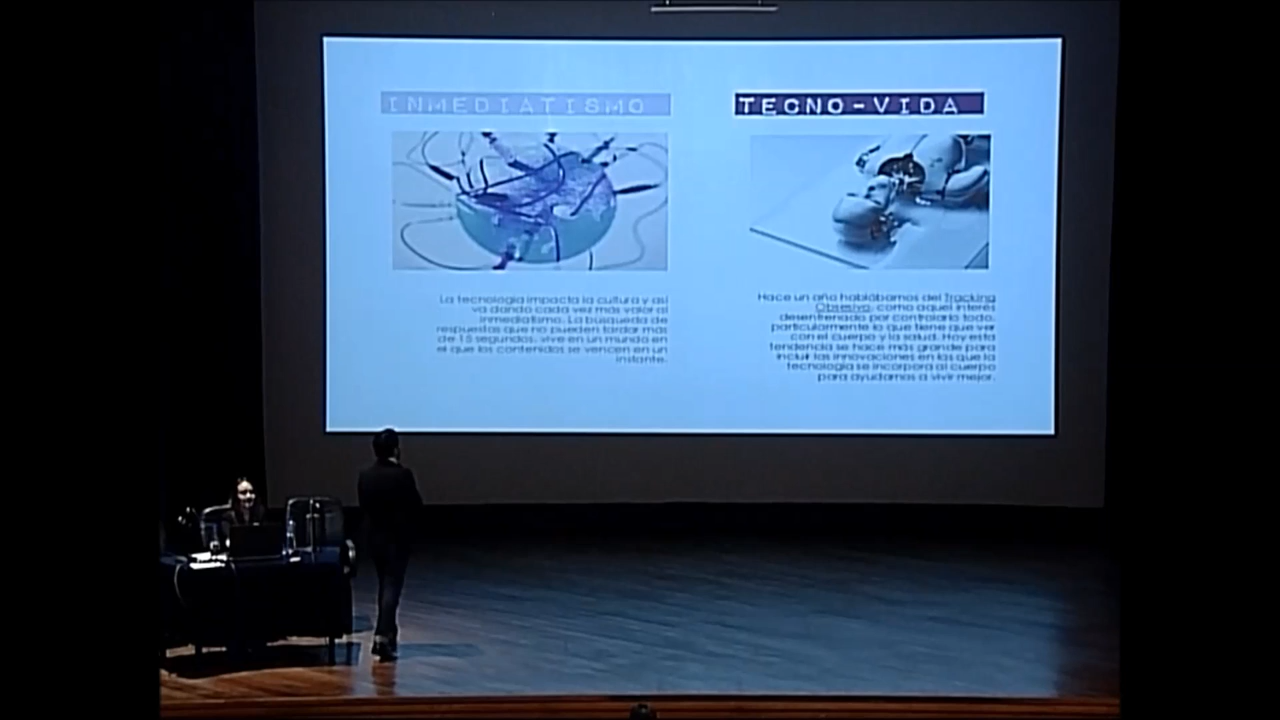 INMEDIATISMO
La tecnología impacta la cultura y así
va dando cada vez más valor al
inmediatismo. La búsqueda de
respuestas que no pueden tardar más
de 15 segundos, vive en un mundo en
el que los contenidos se vencen en un
instante.
TECNO-VIDA
Hace un año hablábamos del Tracking
Obsesivo, como aquel interés
desenfrenado por controlarlo todo,
particularmente lo que tiene que ver
con el cuerpo y la salud. Hoy esta
tendencia se hace más grande para
incluir las innovaciones en las que la
tecnología se incorpora al cuerpo
para ayudarnos a vivir mejor.